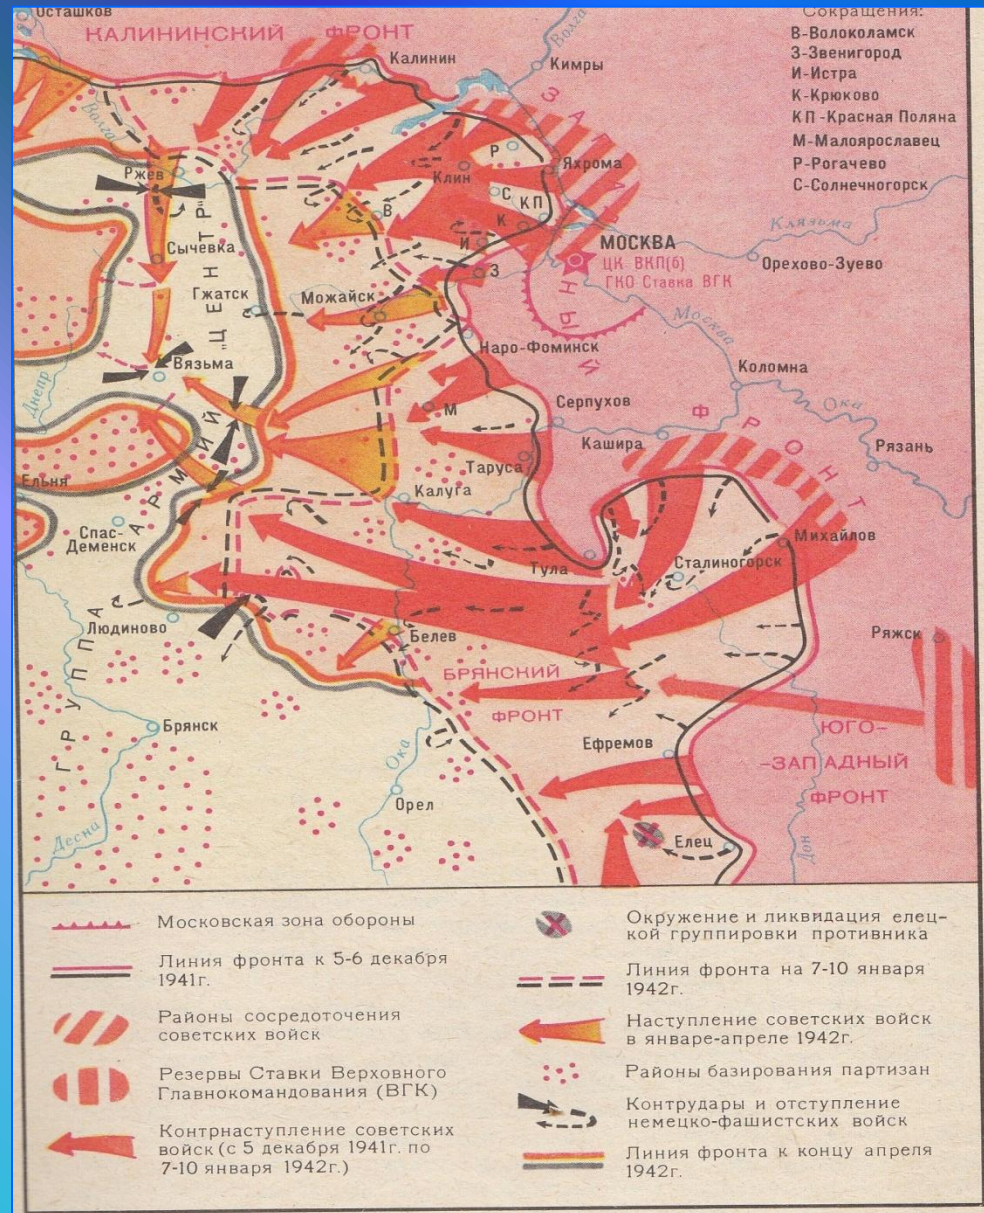 Осташков
КАЛИНИНСКИЙ ФРОНТ
Калинин
Волга
Кимры
Сокращения:
В-Волоколамск
З-Звенигород
И-Истра
К-Крюково
КП-Красная Поляна
М-Малоярославец
Р-Рогачево
С-Солнечногорск
ЗАПАДНЫЙ ФРОНТ
Волга
Ржев
Клин
Р
Яхрома
С
КП
К
В
И
З
Клязьма
МОСКВА
ЦК ВКП(б)
ГКО Ставка ВГК
Орехово-Зуево
Сычевка
Гжатск
Можайск
Москва
Наро-Фоминск
Вязьма
Днепр
Коломна
М
Серпухов
Ока
Кашира
Рязань
Таруса
Ельня
Калуга
Спас-
Деменск
ГРУППА АРМИЙ "ЦЕНТР"
Тула
Сталиногорск
Михайлов
Людиново
Белев
Ряжск
БРЯНСКИЙ
ФРОНТ
Брянск
ЮГО-
-ЗАПАДНЫЙ
ФРОНТ
Ефремов
Ока
Орел
Десна
Елец
Дон
Московская зона обороны
Линия фронта к 5-6 декабря
1941г.
Районы сосредоточения
советских войск
Резервы Ставки Верховного
Главнокомандования (ВГК)
Контрнаступление советских
войск (с 5 декабря 1941г. по
7-10 января 1942г.)
Окружение и ликвидация елец-
кой группировки противника
Линия фронта на 7-10 января
1942г.
Наступление советских войск
в январе-апреле 1942г.
Районы базирования партизан
Контрудары и отступление
немецко-фашистских войск
Линия фронта к концу апреля
1942г.